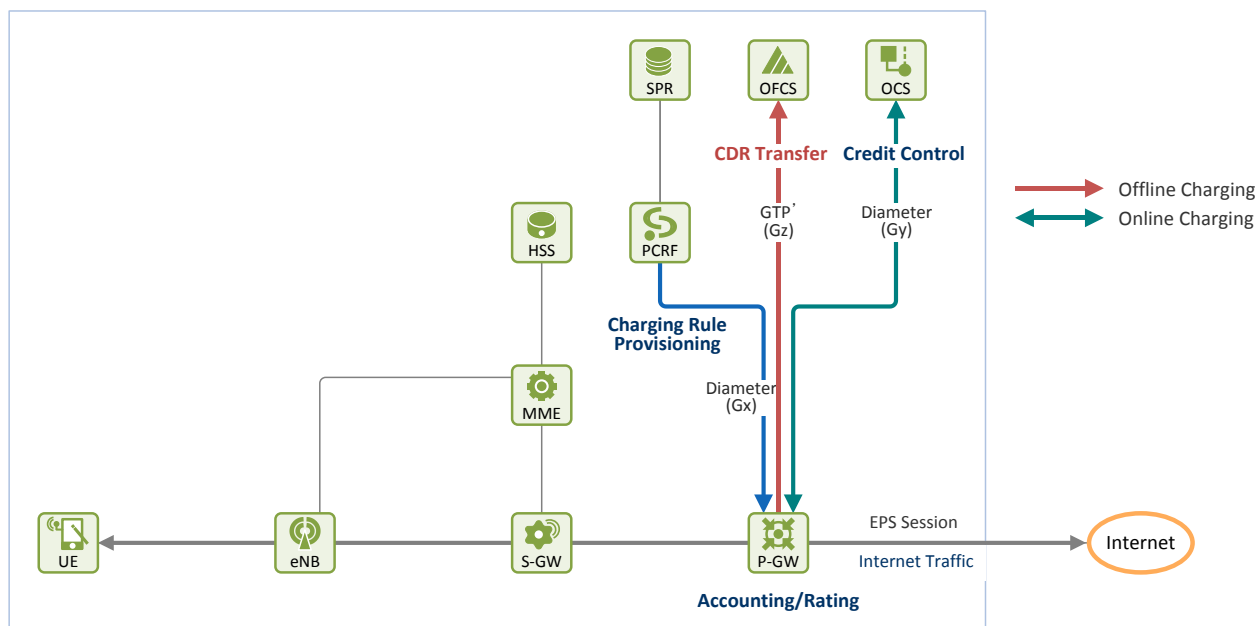 SPR
OFCS
OCS
CDR Transfer
Credit Control
Offline Charging
GTP'
(Gz)
Diameter
(Gy)
Online Charging
HSS
PCRF
Charging Rule
Provisioning
Diameter
(Gx)
MME
EPS Session
UE
eNB
S-GW
P-GW
Internet Traffic
Internet
Accounting/Rating